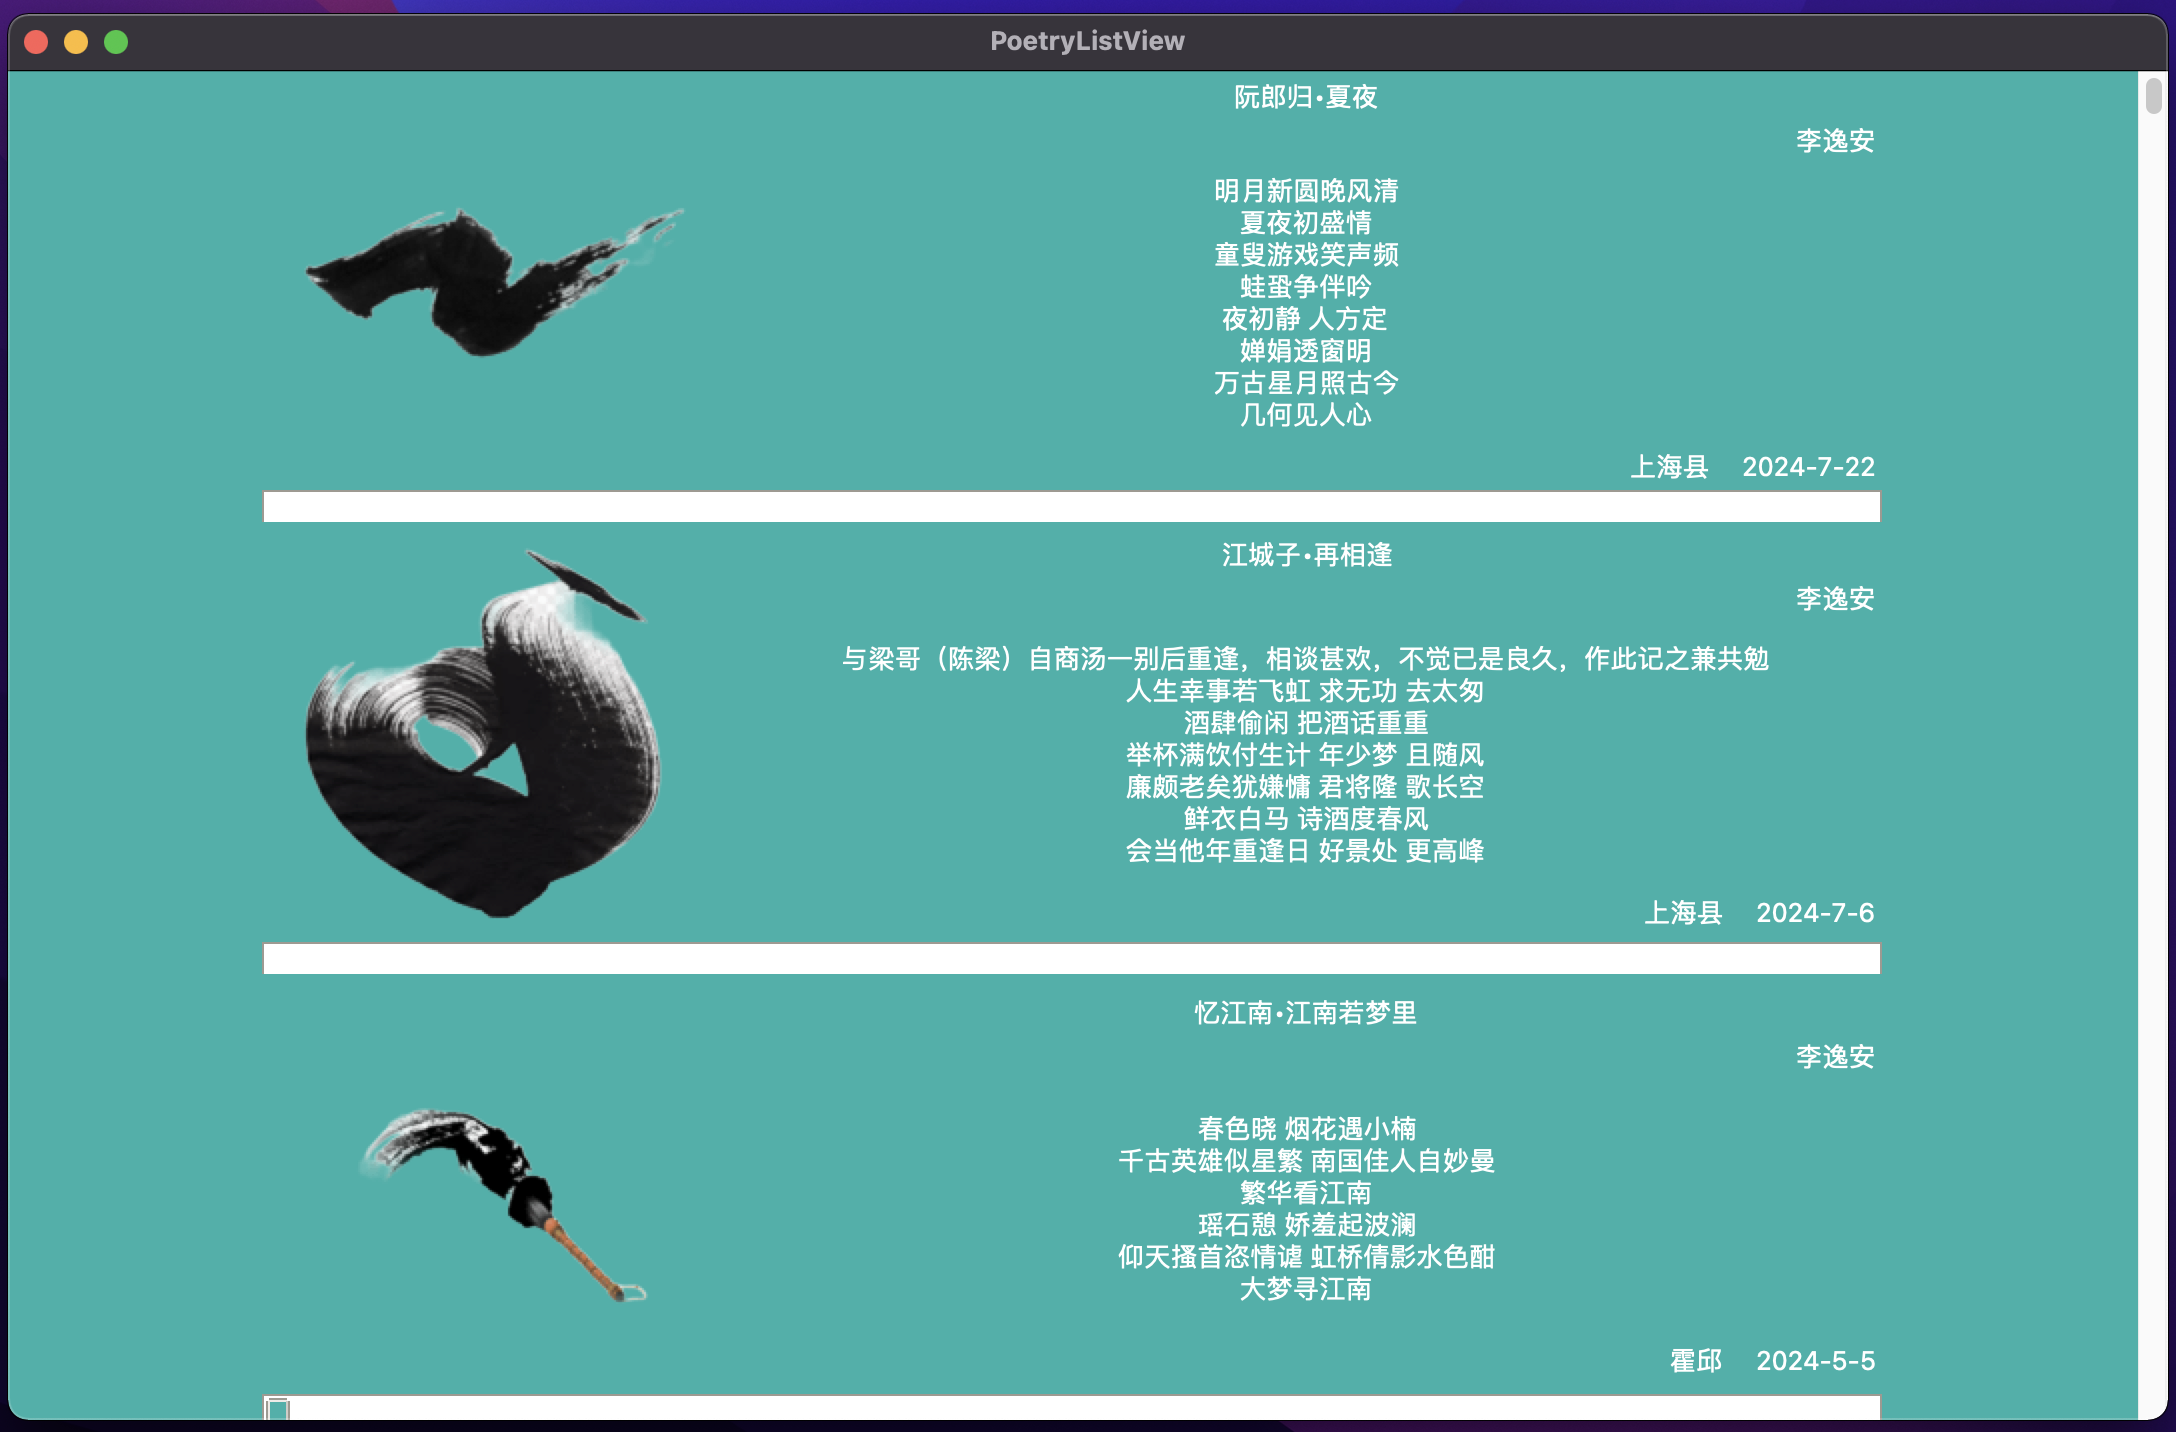 PoetryListView
阮郎归·夏夜
李逸安
明月新圆晚风清
夏夜初盛情
童叟游戏笑声频
蛙蛩争伴吟
夜初静 人方定
婵娟透窗明
万古星月照古今
几何见人心
上海县 2024-7-22
江城子·再相逢
李逸安
与梁哥（陈梁）自商汤一别后重逢，相谈甚欢，不觉已是良久，作此记之兼共勉
人生幸事若飞虹 求无功 去太匆
酒肆偷闲 把酒话重重
举杯满饮付生计 年少梦 且随风
廉颇老矣犹嫌慵 君将隆 歌长空
鲜衣白马 诗酒度春风
会当他年重逢日 好景处 更高峰
上海县 2024-7-6
忆江南·江南若梦里
李逸安
春色晓 烟花遇小楠
千古英雄似星繁 南国佳人自妙曼
繁华看江南
瑶石憩 娇羞起波澜
仰天搔首恣情谑 虹桥倩影水色酣
大梦寻江南
霍邱 2024-5-5